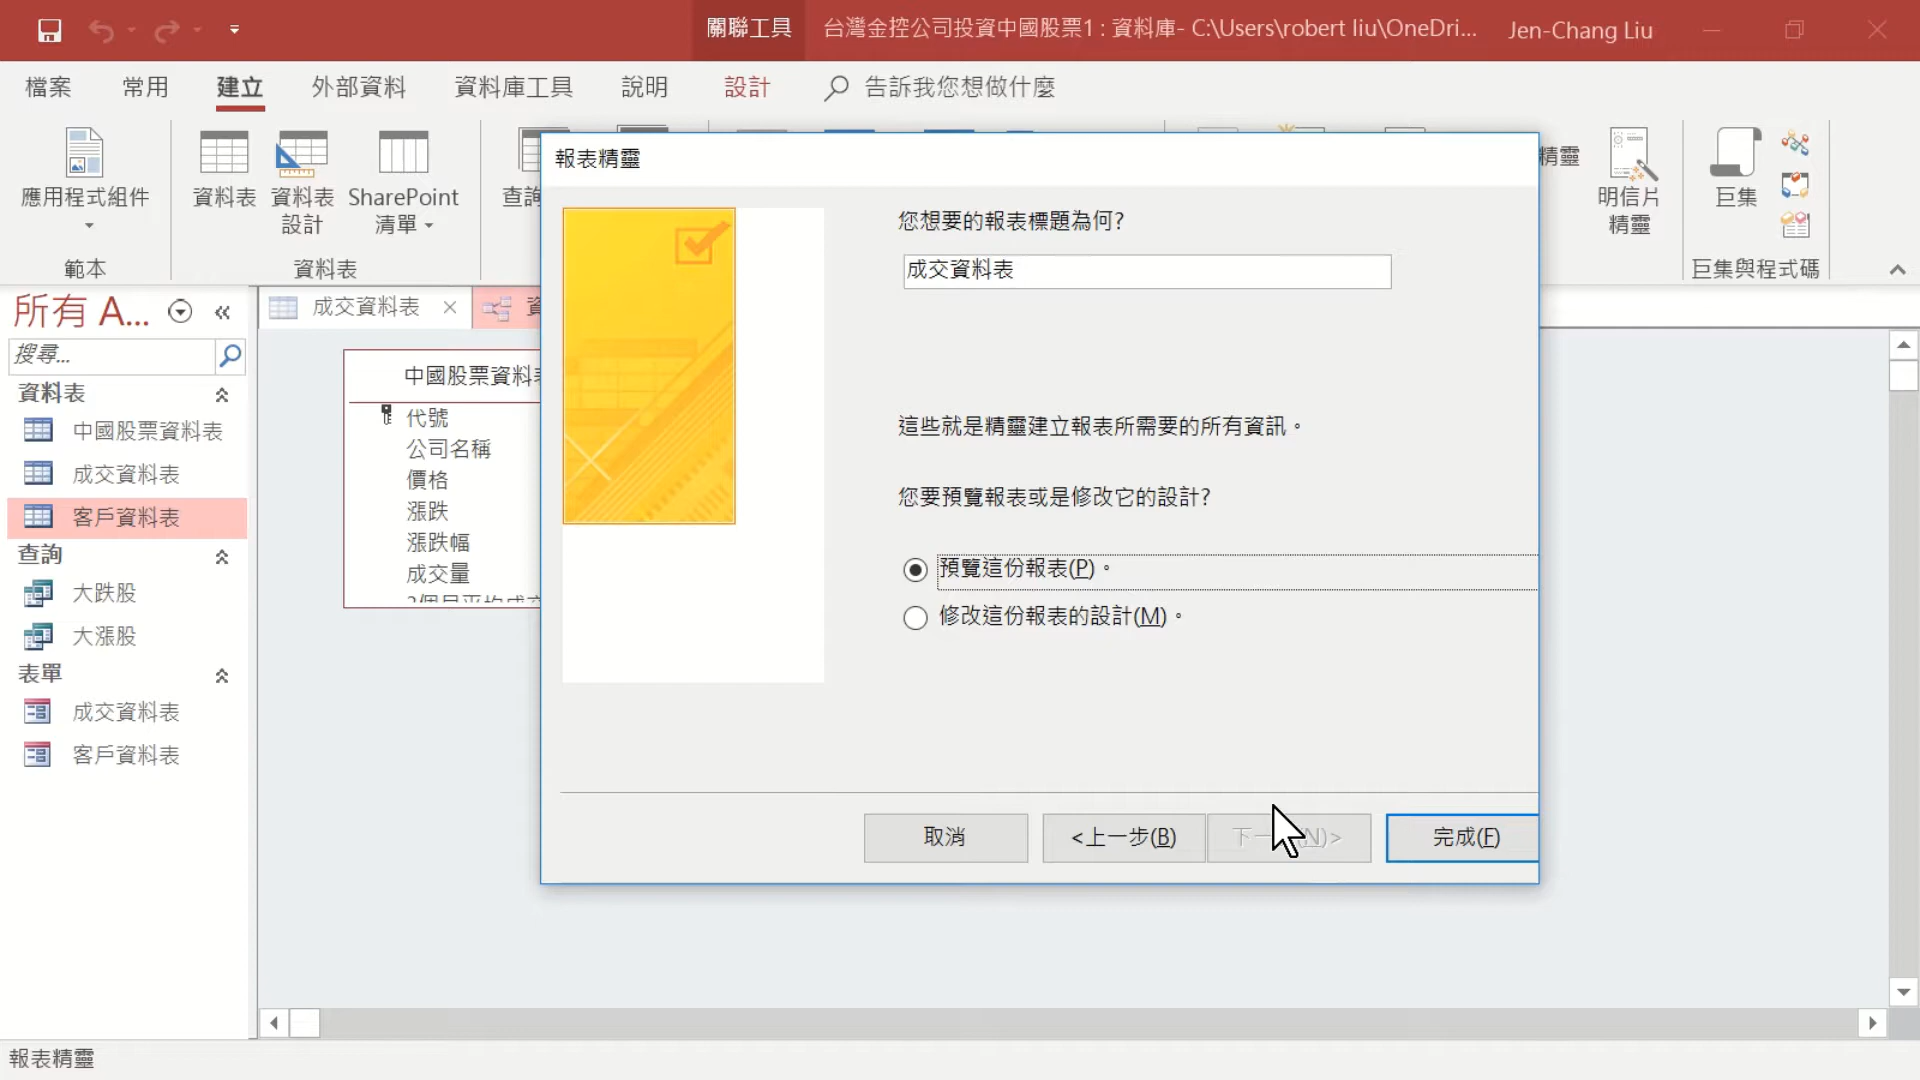 關聯工具
台灣金控公司投資中國股票1 : 資料庫- C:\Users\robert liu\OneDri...
Jen-Chang Liu
檔案
常用
建立
外部資料
資料庫工具
說明
設計
告訴我您想做什麼
應用程式組件
資料表
資料表
設計
SharePoint
清單
查詢
精靈
明信片
精靈
巨集
範本
資料表
巨集與程式碼
所有 A...
搜尋...
資料表
中國股票資料表
成交資料表
客戶資料表
查詢
大跌股
大漲股
表單
成交資料表
客戶資料表
成交資料表
中國股票資料表
代號
公司名稱
價格
漲跌
漲跌幅
成交量
報表精靈
您想要的報表標題為何?
成交資料表
這些就是精靈建立報表所需要的所有資訊。
您要預覽報表或是修改它的設計?
預覽這份報表(P)。
修改這份報表的設計(M)。
取消
<上一步(B)
完成(F)
報表精靈